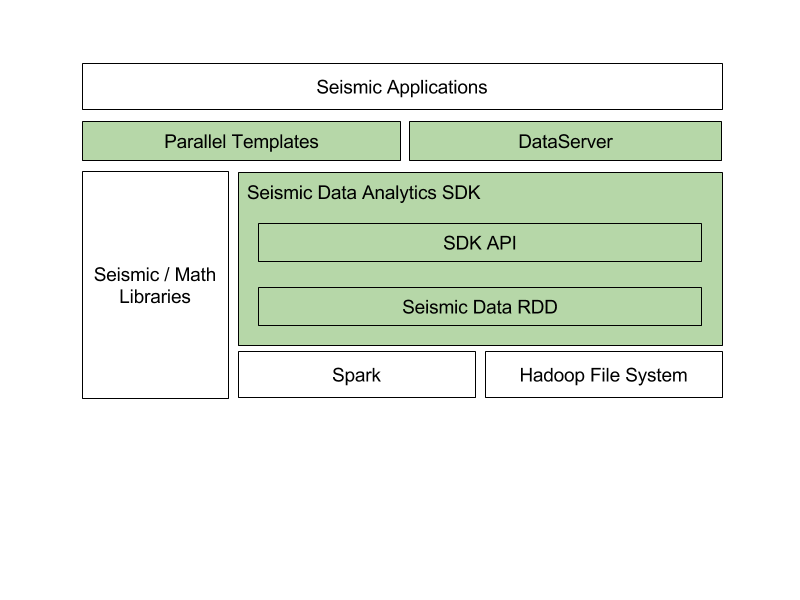 Seismic Applications
Parallel Templates
DataServer
Seismic Data Analytics SDK
SDK API
Seismic / Math
Libraries
Seismic Data RDD
Spark
Hadoop File System